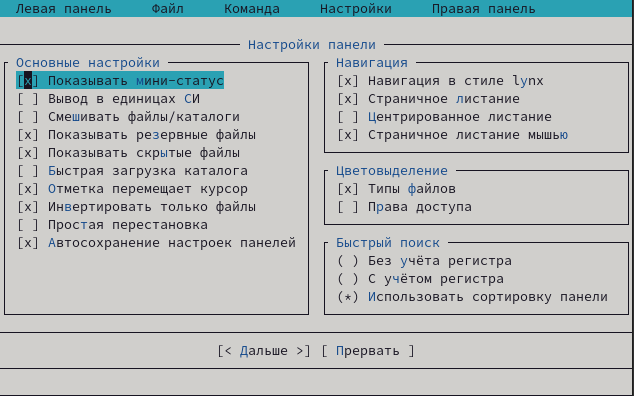 Левая панель Файл Команда Настройки Правая панель
Настройки панели
Основные настройки
[x] Показывать мини-статус
[ ] Вывод в единицах СИ
[ ] Смешивать файлы/каталоги
[x] Показывать резервные файлы
[x] Показывать скрытые файлы
[ ] Быстрая загрузка каталога
[x] Отметка перемещает курсор
[x] Инвертировать только файлы
[ ] Простая перестановка
[x] Автосохранение настроек панелей
Навигация
[x] Навигация в стиле lynx
[x] Страничное листание
[ ] Центрированное листание
[x] Страничное листание мышью
Цветовыделение
[x] Типы файлов
[ ] Права доступа
Быстрый поиск
( ) Без учёта регистра
( ) С учётом регистра
(*) Использовать сортировку панели
[< Дальше >] [ Прервать ]